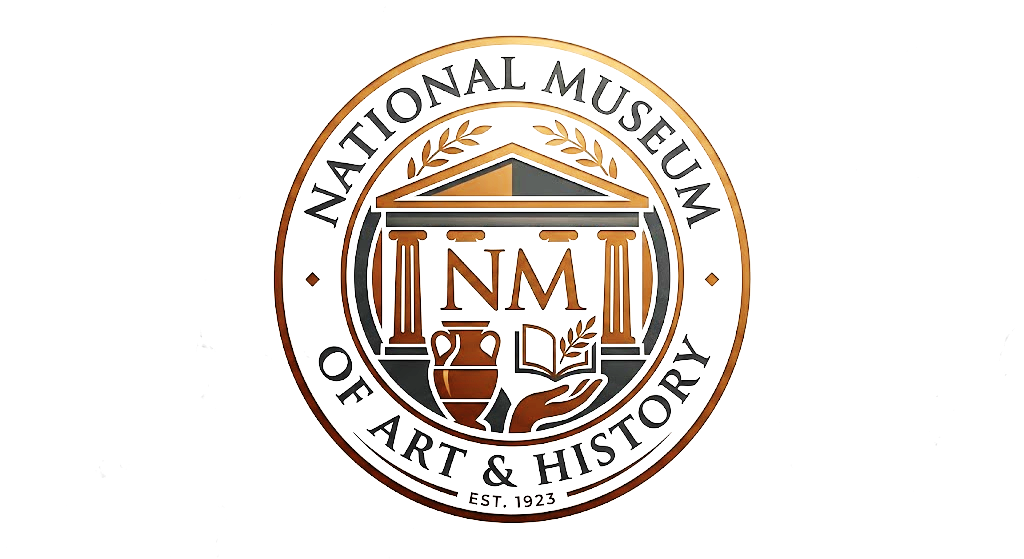 NATIONAL MUSEUM
NM
OF ART & HISTORY
EST. 1923